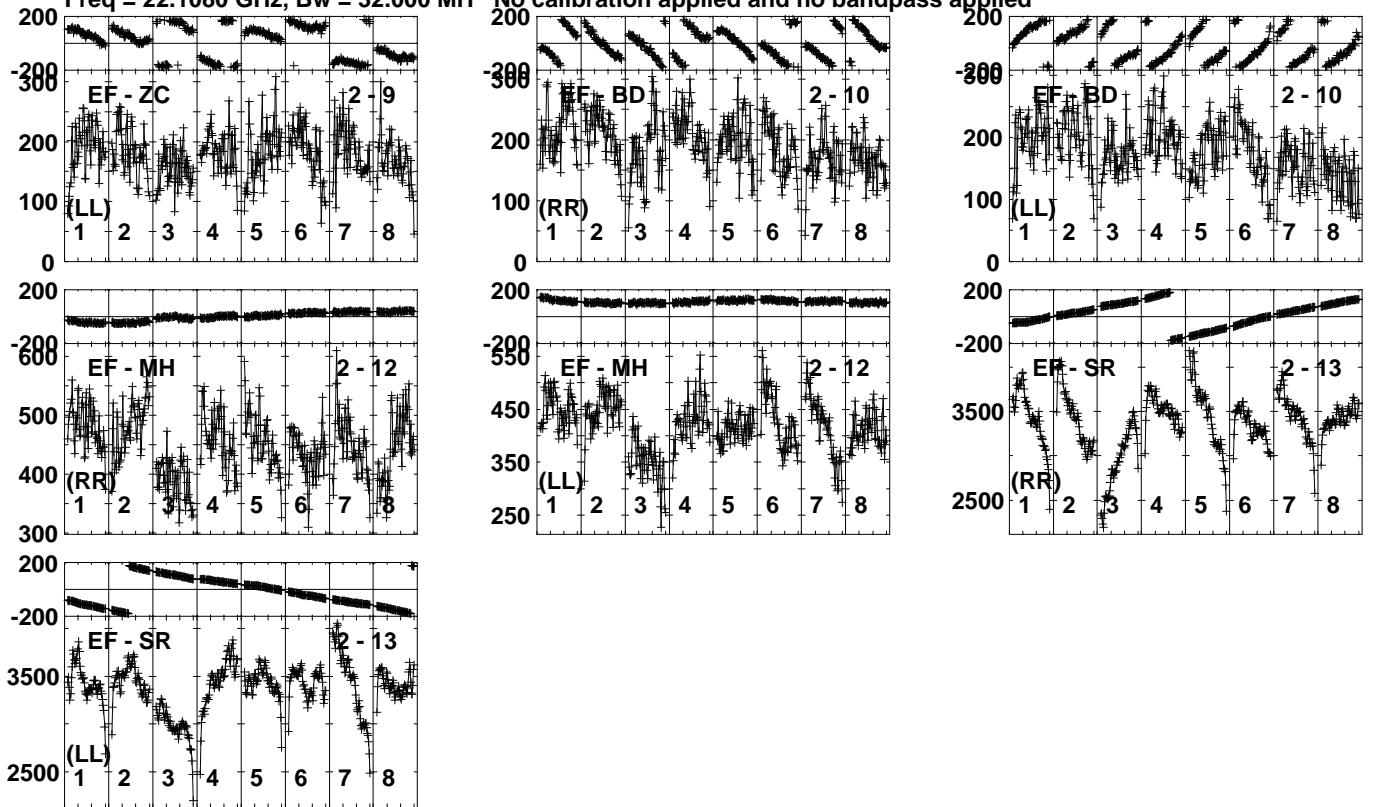 Freq = 22.1080 GHz, Bw = 32.000 MH No calibration applied and no bandpass applied
200
-200
300
200
100
0
EF - ZC 2 - 9
(LL)
1 2 3 4 5 6 7 8
200
-200
300
200
100
0
EF - BD 2 - 10
(RR)
1 2 3 4 5 6 7 8
200
-200
300
200
100
0
EF - BD 2 - 10
(LL)
1 2 3 4 5 6 7 8
200
-200
600
500
400
300
EF - MH 2 - 12
(RR)
1 2 3 4 5 6 7 8
200
-200
550
450
350
250
EF - MH 2 - 12
(LL)
1 2 3 4 5 6 7 8
200
-200
3500
2500
EF - SR 2 - 13
(RR)
1 2 3 4 5 6 7 8
200
-200
3500
2500
EF - SR 2 - 13
(LL)
1 2 3 4 5 6 7 8